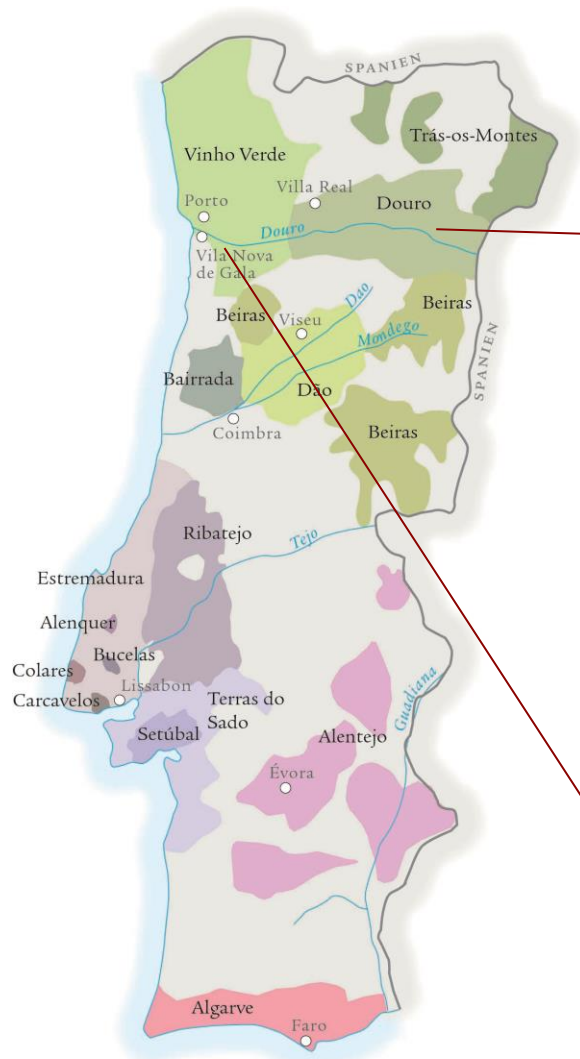 SPANIEN
Trás-os-Montes
Vinho Verde
Villa Real
Porto
Douro
Douro
Vila Nova
de Gala
Dao
Beiras
Beiras
Viseu
Mondego
SPANIEN
Bairrada
Dão
Coimbra
Beiras
Ribatejo
Tejo
Estremadura
Alenquer
Bucelas
Colares
Lissabon
Carcavelos
Terras do
Sado
Setúbal
Guadiana
Alentejo
Évora
Algarve
Faro